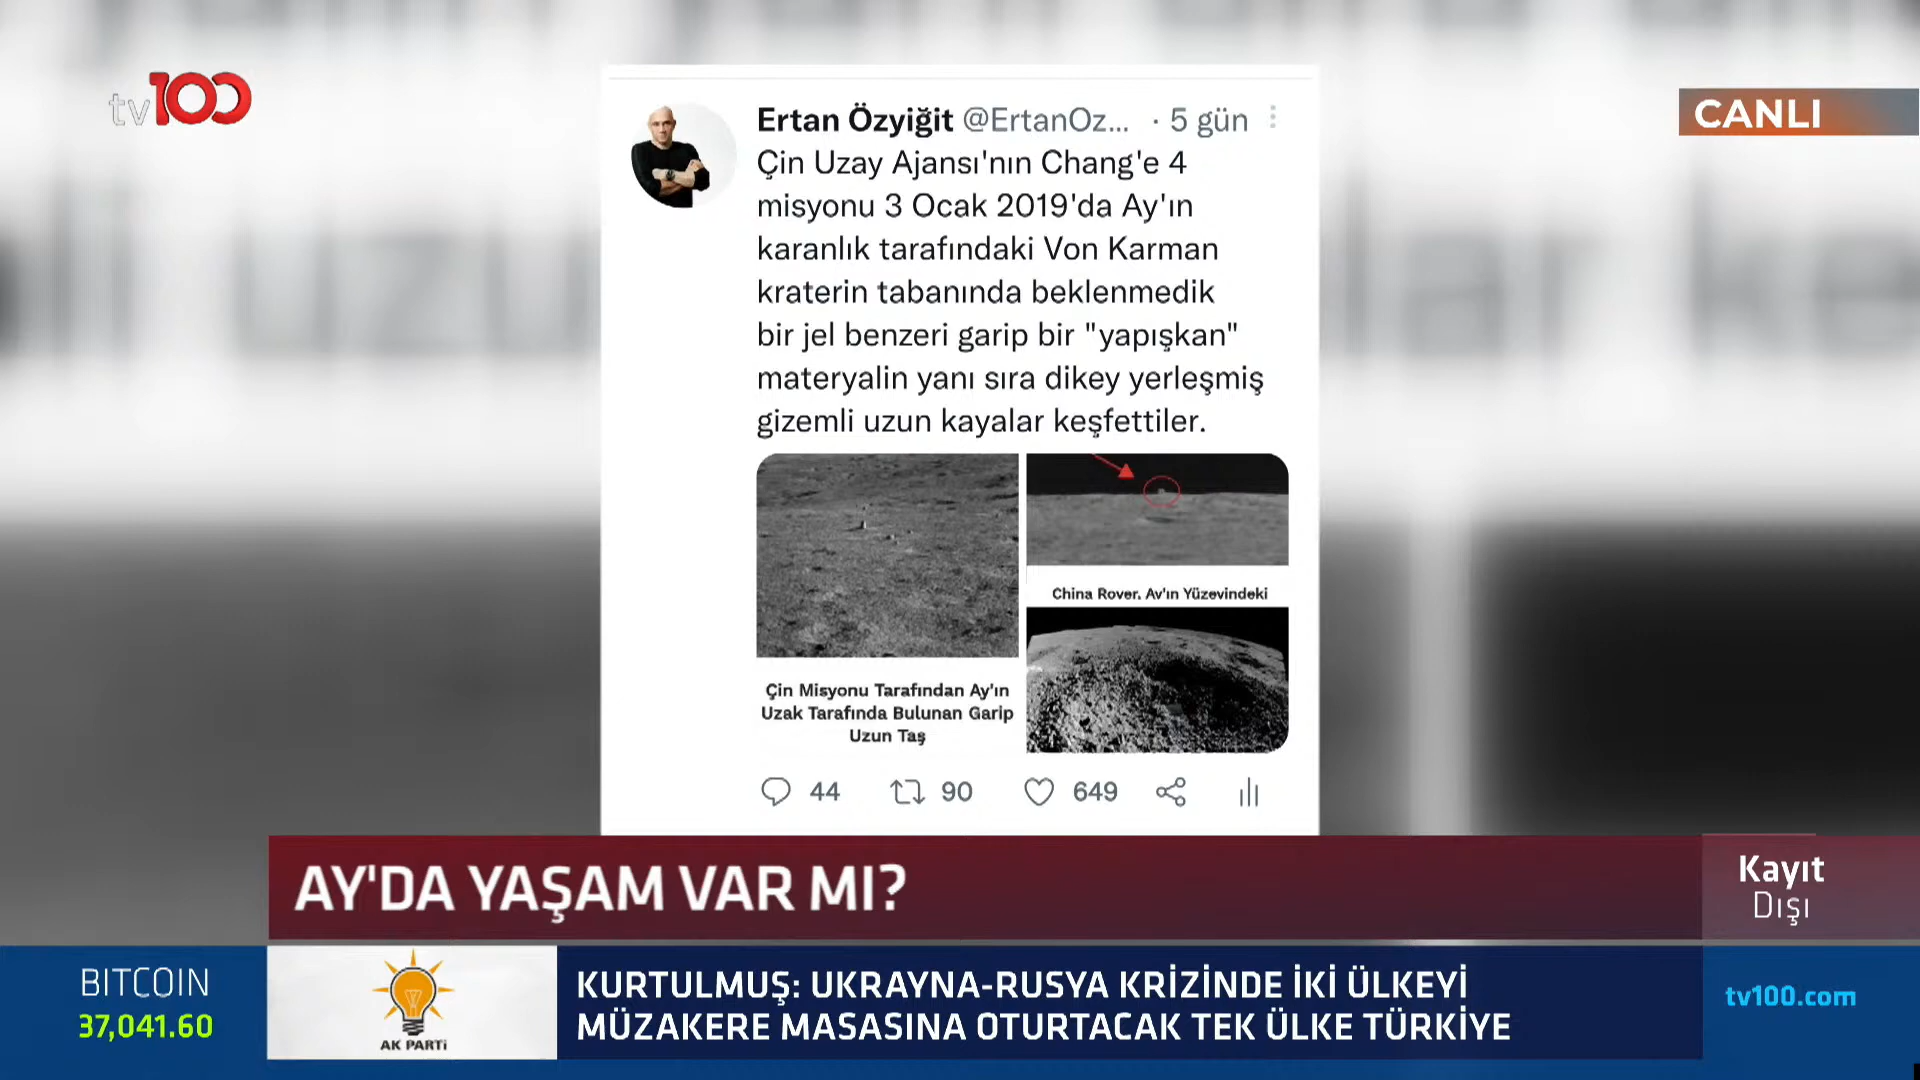 tv100
CANLI
Ertan Özyiğit @ErtanOz... · 5 gün
Çin Uzay Ajansı'nın Chang'e 4
misyonu 3 Ocak 2019'da Ay'ın
karanlık tarafındaki Von Karman
kraterin tabanında beklenmedik
bir jel benzeri garip bir "yapışkan"
materyalin yanı sıra dikey yerleşmiş
gizemli uzun kayalar keşfettiler.
China Rover, Ay'ın Yüzeyindeki
Çin Misyonu Tarafından Ay'ın
Uzak Tarafında Bulunan Garip
Uzun Taş
44 90 649
AY'DA YAŞAM VAR MI?
Kayıt
Dışı
BITCOIN
37,041.60
AK PARTi
KURTULMUŞ: UKRAYNA-RUSYA KRİZİNDE İKİ ÜLKEYİ
MÜZAKERE MASASINA OTURTACAK TEK ÜLKE TÜRKİYE
tv100.com